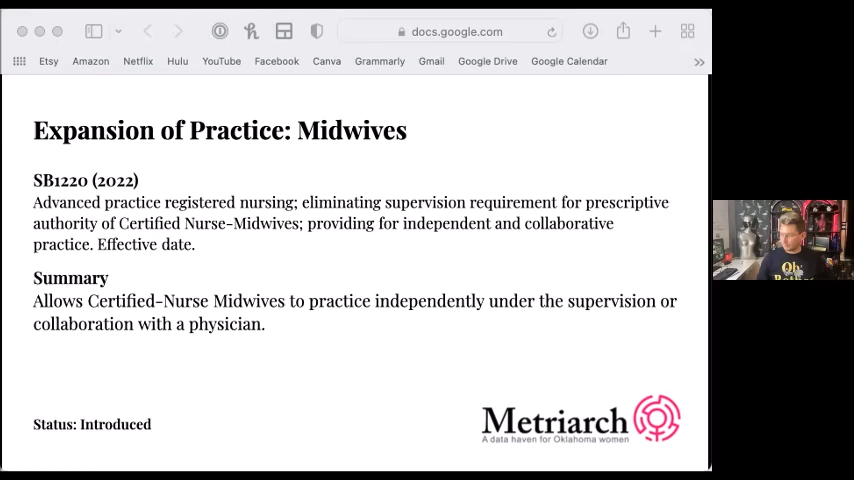 docs.google.com
Etsy Amazon Netflix Hulu YouTube Facebook Canva Grammarly Gmail Google Drive Google Calendar
Expansion of Practice: Midwives
SB1220 (2022)
Advanced practice registered nursing; eliminating supervision requirement for prescriptive
authority of Certified Nurse-Midwives; providing for independent and collaborative
practice. Effective date.
Summary
Allows Certified-Nurse Midwives to practice independently under the supervision or
collaboration with a physician.
Status: Introduced
Metriarch
A data haven for Oklahoma women
Oh